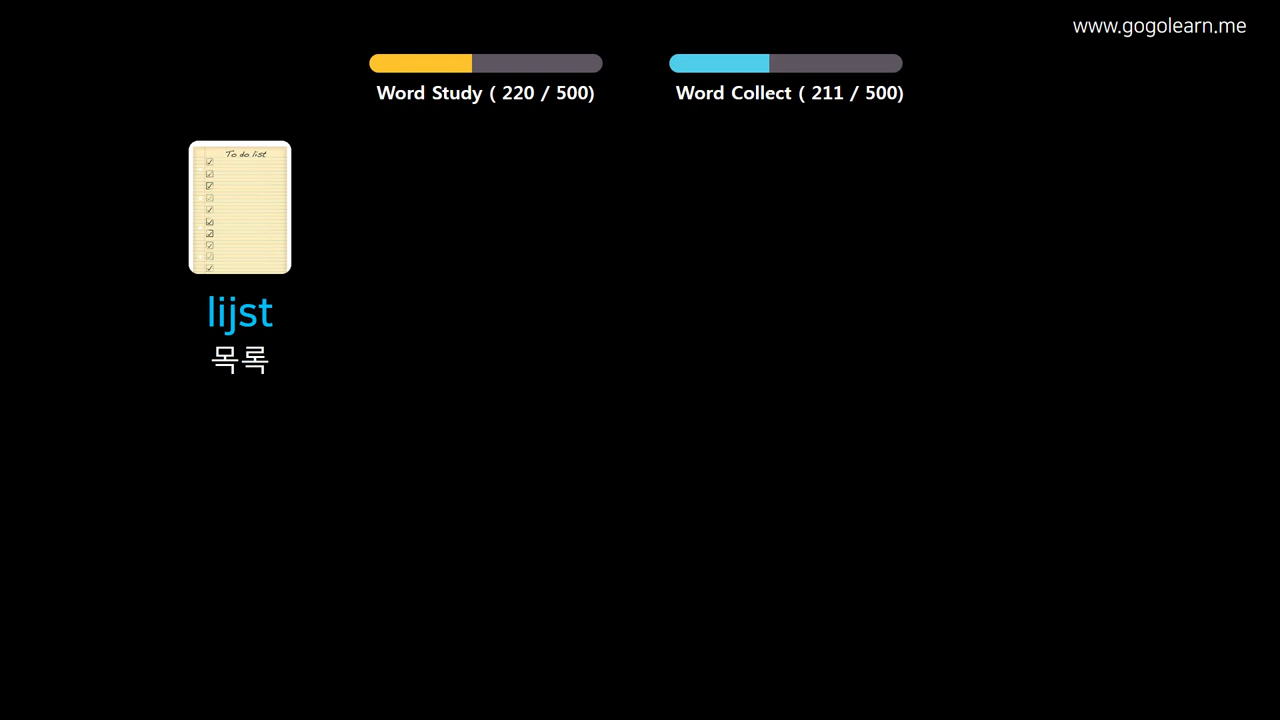 www.gogolearn.me
Word Study ( 220 / 500)
Word Collect ( 211 / 500)
To do list
lijst
목록